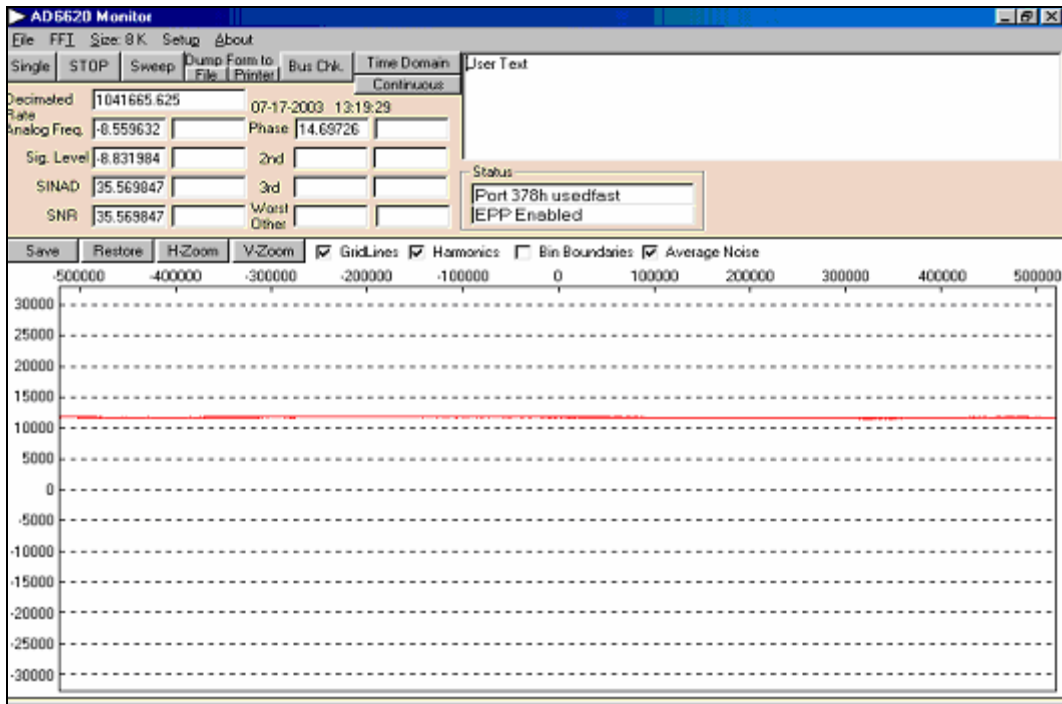 AD6620 Monitor
File FFT Size: 8 K Setup About
Single STOP Sweep Dump Form to File Printer Bus Chk. Time Domain
Continuous
User Text
Decimated Rate 1041665.625 07-17-2003 13:19:29
Analog Freq. -8.559632 Phase 14.69726
Sig. Level -8.831984 2nd
SINAD 35.569847 3rd
SNR 35.569847 Worst Other
Status
Port 378h usedfast
EPP Enabled
Save Restore H-Zoom V-Zoom GridLines Harmonics Bin Boundaries Average Noise
-500000 -400000 -300000 -200000 -100000 0 100000 200000 300000 400000 500000
30000
25000
20000
15000
10000
5000
0
-5000
-10000
-15000
-20000
-25000
-30000